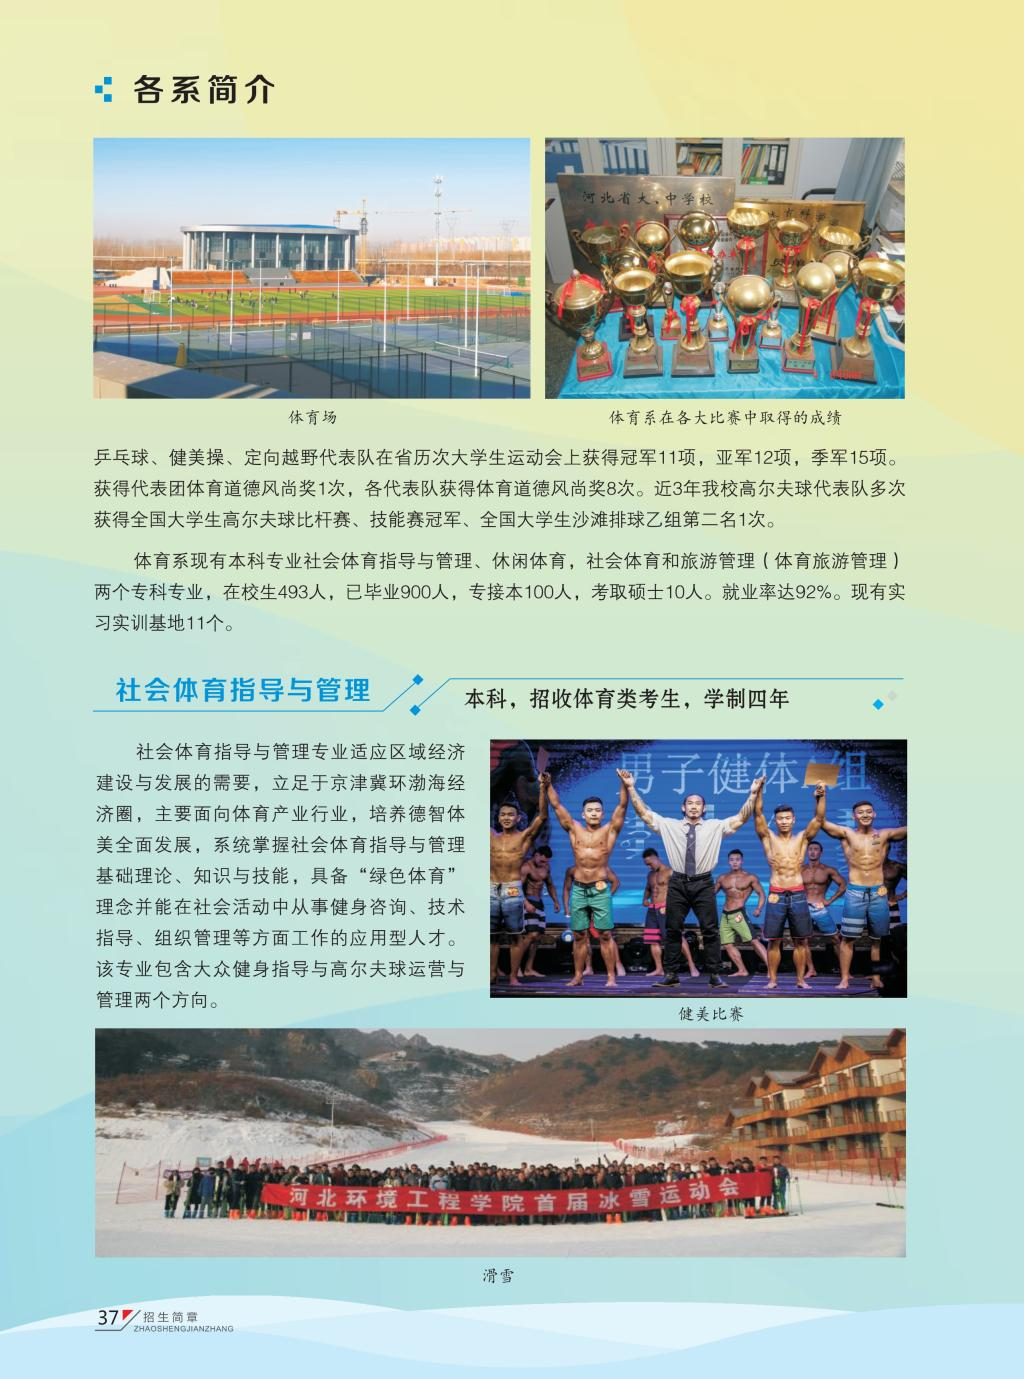 各系简介
河北省大、中学校
体育场
体育系在各大比赛中取得的成绩
乒乓球、健美操、定向越野代表队在省历次大学生运动会上获得冠军11项，亚军12项，季军15项。
获得代表团体育道德风尚奖1次，各代表队获得体育道德风尚奖8次。近3年我校高尔夫球代表队多次
获得全国大学生高尔夫球比杆赛、技能赛冠军、全国大学生沙滩排球乙组第二名1次。
体育系现有本科专业社会体育指导与管理、休闲体育，社会体育和旅游管理（体育旅游管理）
两个专科专业，在校生493人，已毕业900人，专接本100人，考取硕士10人。就业率达92%。现有实
习实训基地11个。
社会体育指导与管理
本科，招收体育类考生，学制四年
社会体育指导与管理专业适应区域经济
建设与发展的需要，立足于京津冀环渤海经
济圈，主要面向体育产业行业，培养德智体
美全面发展，系统掌握社会体育指导与管理
基础理论、知识与技能，具备“绿色体育”
理念并能在社会活动中从事健身咨询、技术
指导、组织管理等方面工作的应用型人才。
该专业包含大众健身指导与高尔夫球运营与
管理两个方向。
男子健体 组
健美比赛
河北环境工程学院首届冰雪运动会
滑雪
37 招生简章
ZHAOSHENGJIANZHANG